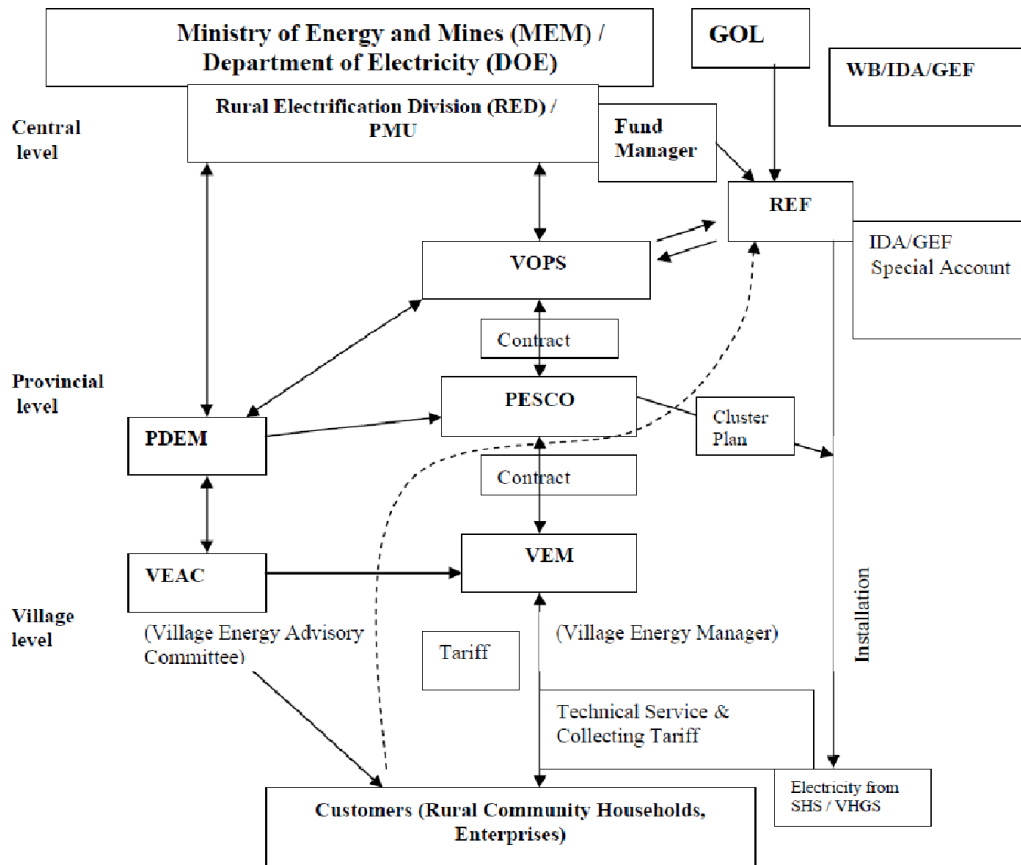 Ministry of Energy and Mines (MEM) /
Department of Electricity (DOE)
GOL
WB/IDA/GEF
Rural Electrification Division (RED) /
PMU
Central
level
Fund
Manager
REF
IDA/GEF
Special Account
VOPS
Contract
Provincial
level
PESCO
Cluster
Plan
PDEM
Contract
VEM
VEAC
Village
level
(Village Energy Advisory
Committee)
Tariff
(Village Energy Manager)
Installation
Technical Service &
Collecting Tariff
Electricity from
SHS / VHGS
Customers (Rural Community Households,
Enterprises)